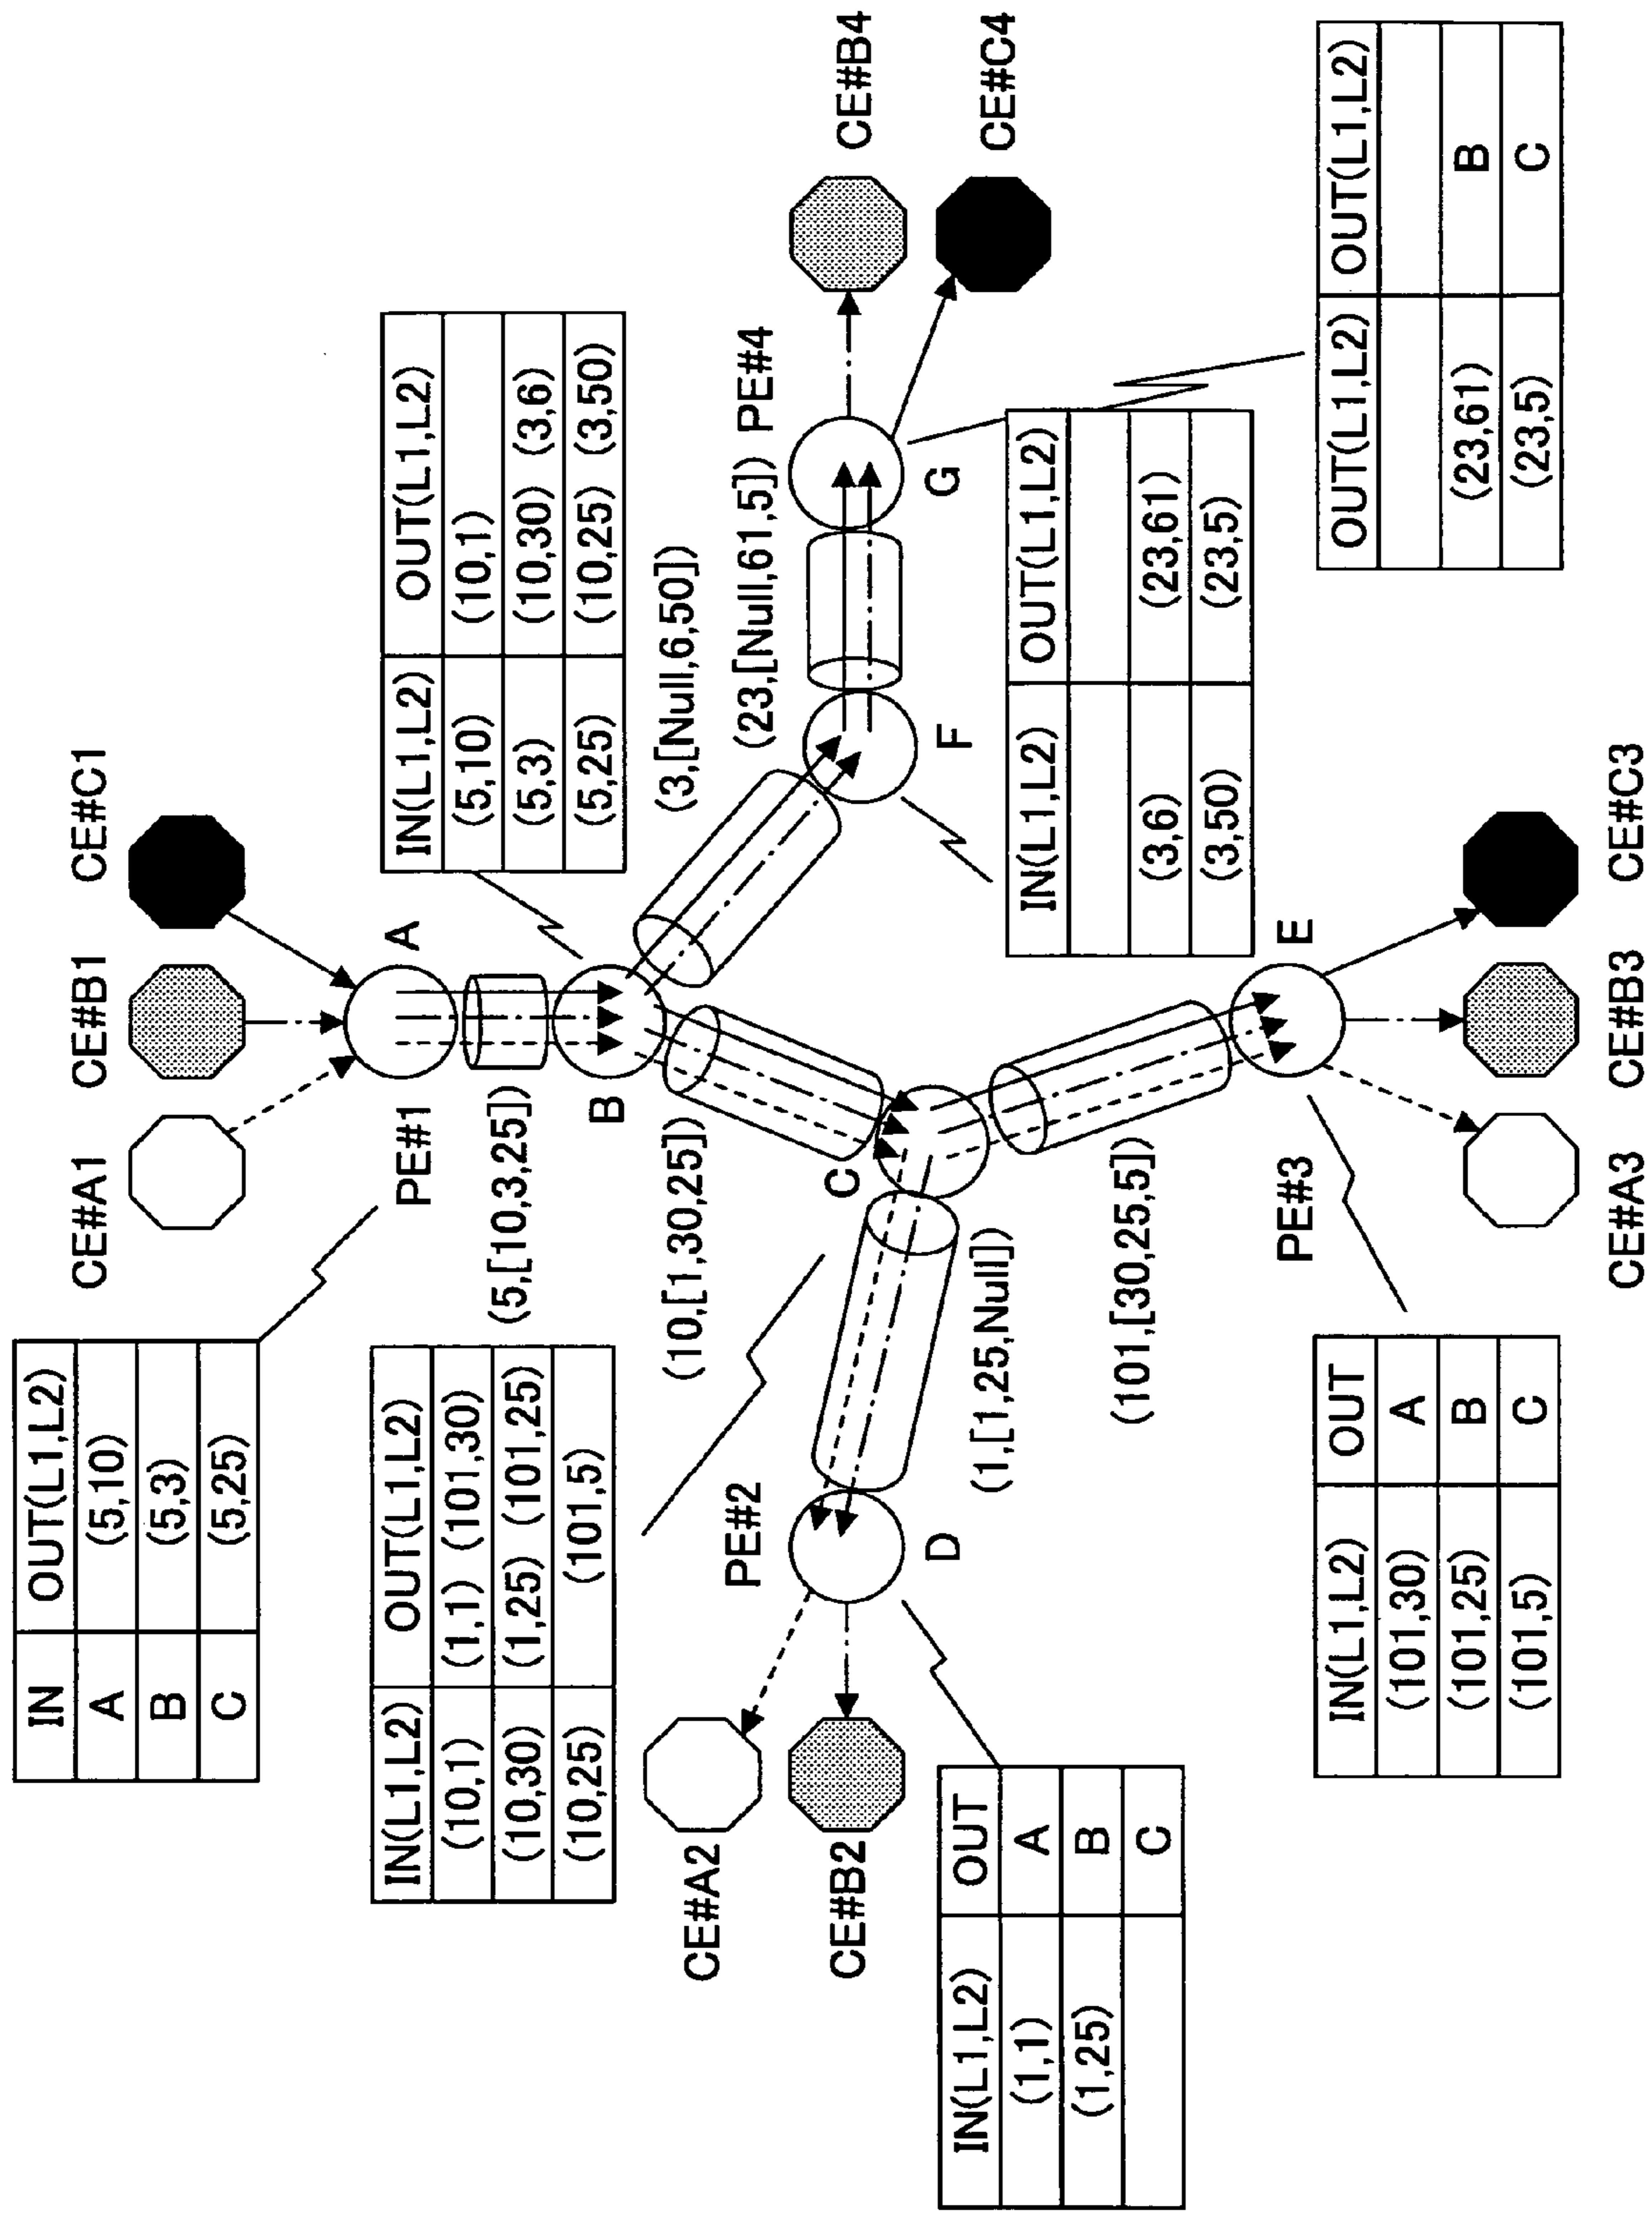 IN OUT(L1,L2)
A (5,10)
B (5,3)
C (5,25)
CE#A1
CE#B1
CE#C1
PE#1
A
(5,[10,3,25])
B
IN(L1,L2) OUT(L1,L2)
(5,10) (10,1)
(5,3) (10,30) (3,6)
(5,25) (10,25) (3,50)
IN(L1,L2) OUT(L1,L2)
(10,1) (1,1) (101,30)
(10,30) (1,25) (101,25)
(10,25) (101,5)
(10,[1,30,25])
(3,[Null,6,50])
(23,[Null,61,5])
PE#4
CE#B4
CE#C4
G
F
C
CE#A2
CE#B2
PE#2
D
(1,[1,25,Null])
(101,[30,25,5])
IN(L1,L2) OUT
(1,1) A
(1,25) B
C
IN(L1,L2) OUT(L1,L2)
(3,6) (23,61)
(3,50) (23,5)
OUT(L1,L2) OUT(L1,L2)
(23,61) B
(23,5) C
PE#3
E
IN(L1,L2) OUT
(101,30) A
(101,25) B
(101,5) C
CE#A3
CE#B3
CE#C3